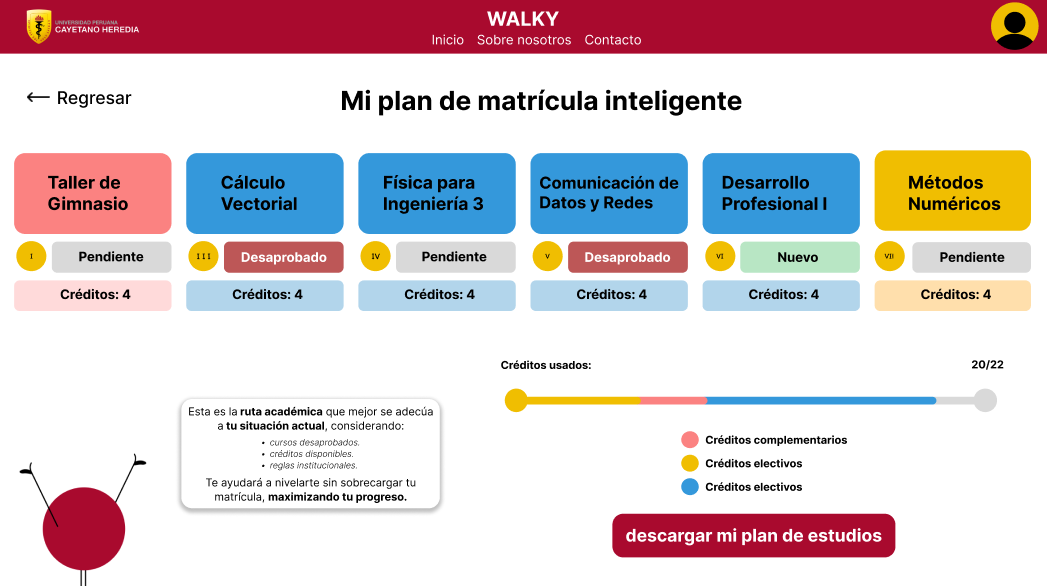 UNIVERSIDAD PERUANA
CAYETANO HEREDIA
WALKY
Inicio Sobre nosotros Contacto
← Regresar
Mi plan de matrícula inteligente
Taller de
Gimnasio
Cálculo
Vectorial
Física para
Ingeniería 3
Comunicación de
Datos y Redes
Desarrollo
Profesional I
Métodos
Numéricos
I Pendiente
III Desaprobado
IV Pendiente
V Desaprobado
VI Nuevo
VII Pendiente
Créditos: 4
Créditos: 4
Créditos: 4
Créditos: 4
Créditos: 4
Créditos: 4
Créditos usados: 20/22
Esta es la ruta académica que mejor se adecúa
a tu situación actual, considerando:
• cursos desaprobados.
• créditos disponibles.
• reglas institucionales.
Te ayudará a nivelarte sin sobrecargar tu
matrícula, maximizando tu progreso.
Créditos complementarios
Créditos electivos
Créditos electivos
descargar mi plan de estudios